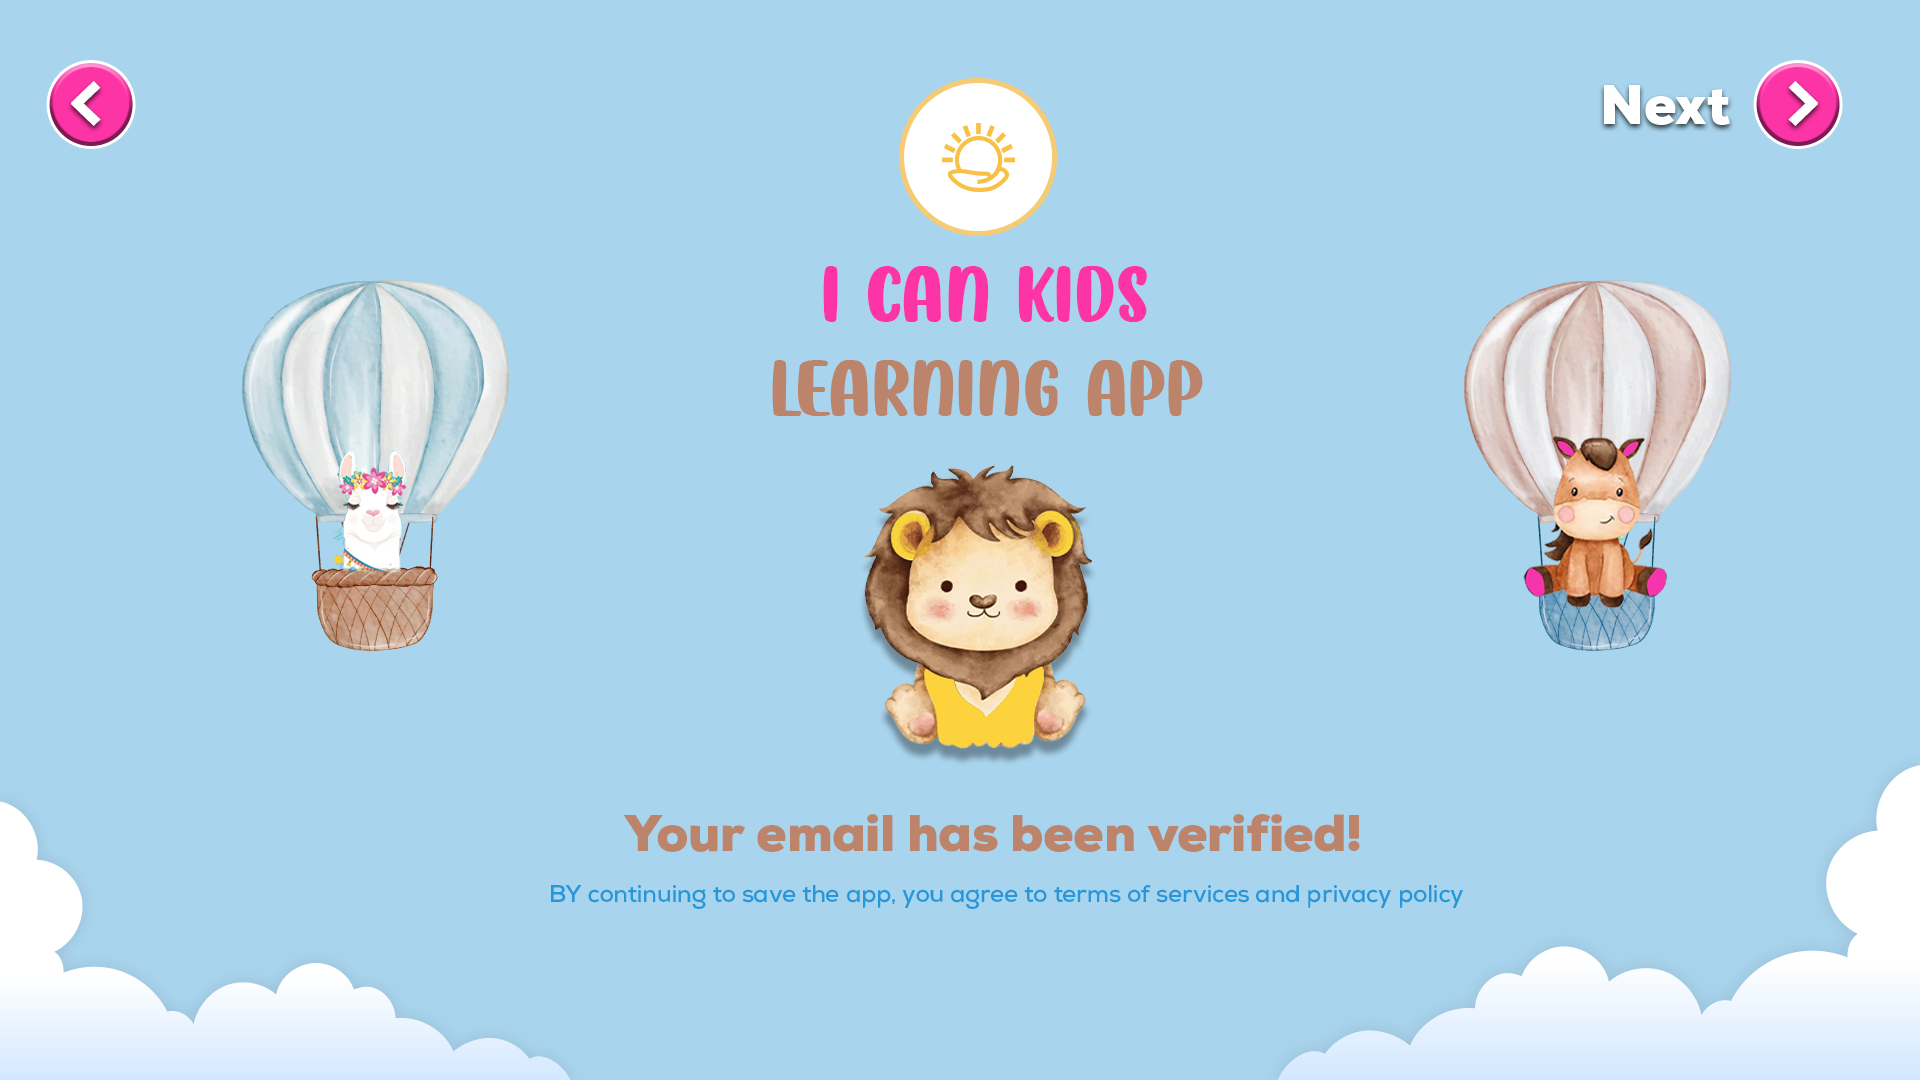 Next
I CAN KIDS
LEARNING APP
Your email has been verified!
BY continuing to save the app, you agree to terms of services and privacy policy